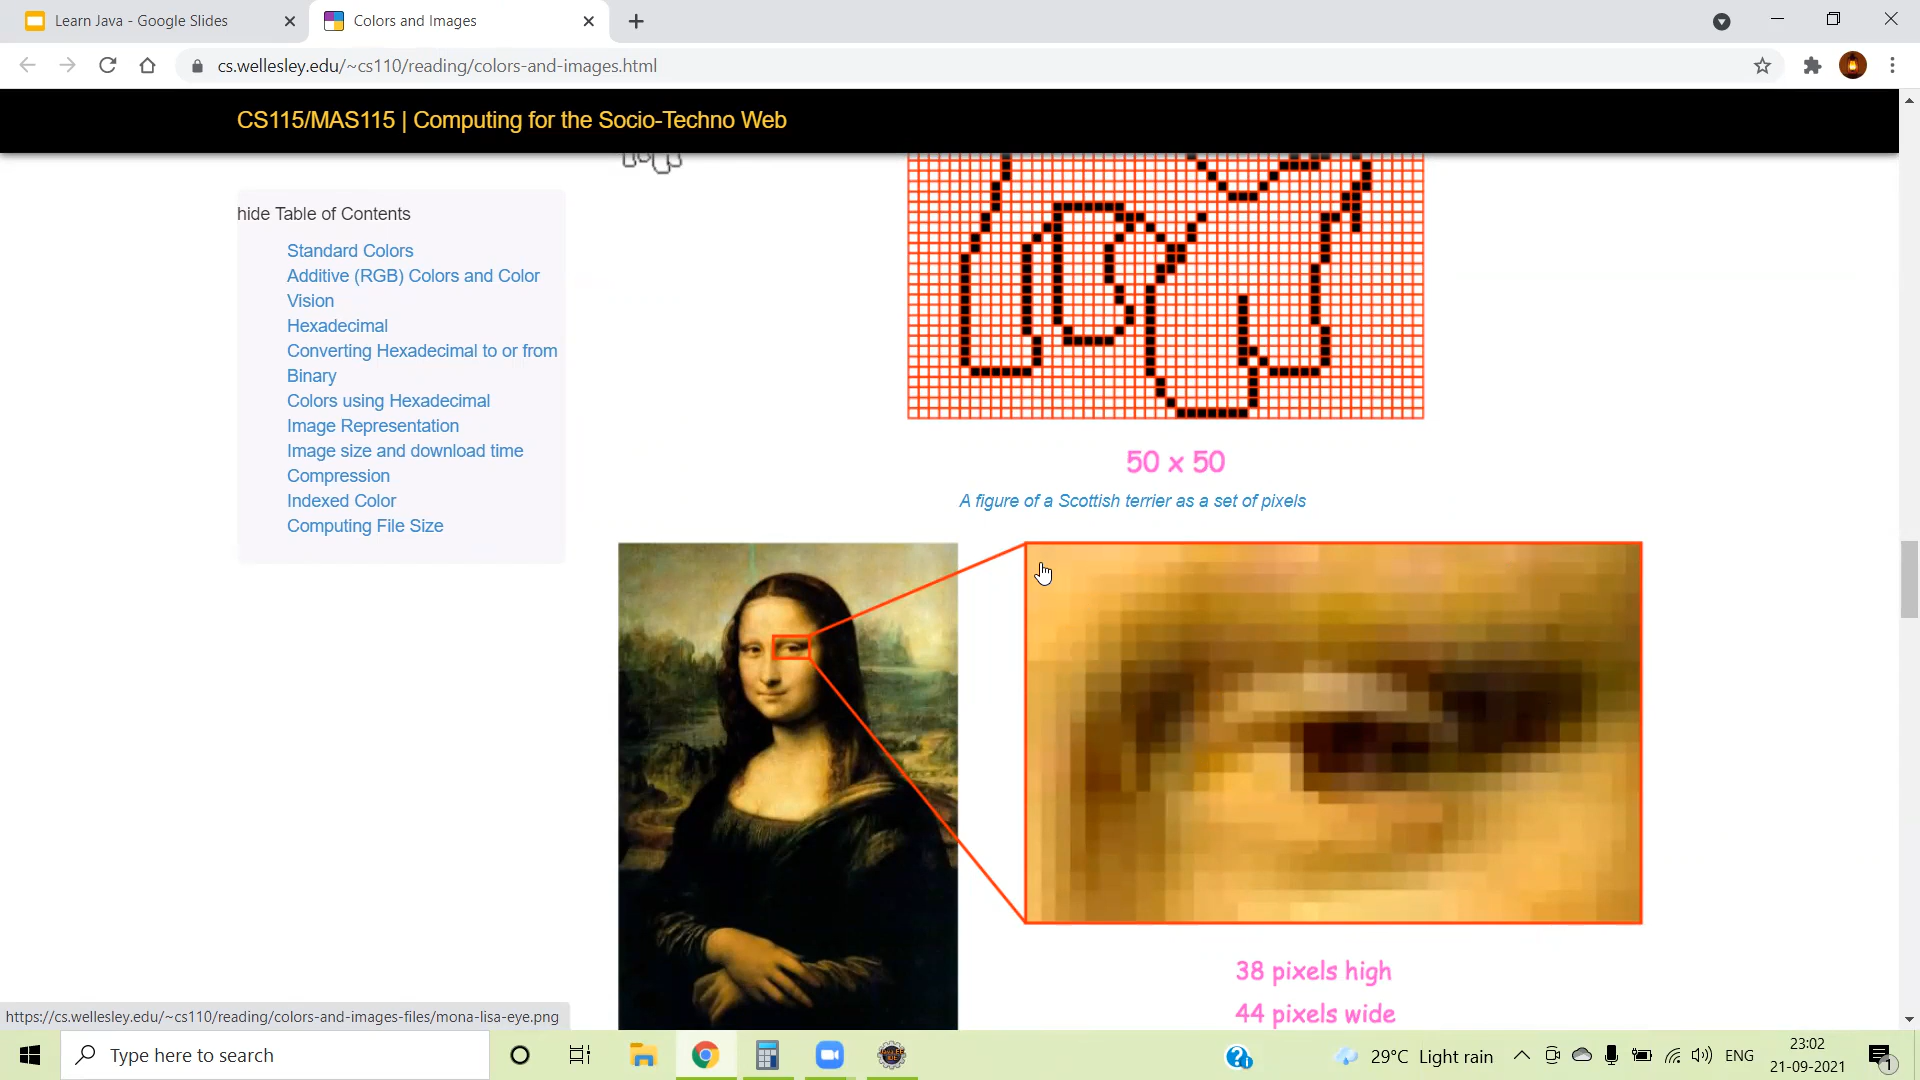 Learn Java - Google Slides
Colors and Images
cs.wellesley.edu/~cs110/reading/colors-and-images.html
CS115/MAS115 | Computing for the Socio-Techno Web
hide Table of Contents
Standard Colors
Additive (RGB) Colors and Color
Vision
Hexadecimal
Converting Hexadecimal to or from
Binary
Colors using Hexadecimal
Image Representation
Image size and download time
Compression
Indexed Color
Computing File Size
50 x 50
A figure of a Scottish terrier as a set of pixels
38 pixels high
44 pixels wide
https://cs.wellesley.edu/~cs110/reading/colors-and-images-files/mona-lisa-eye.png
Type here to search
29°C Light rain
ENG
23:02
21-09-2021
1